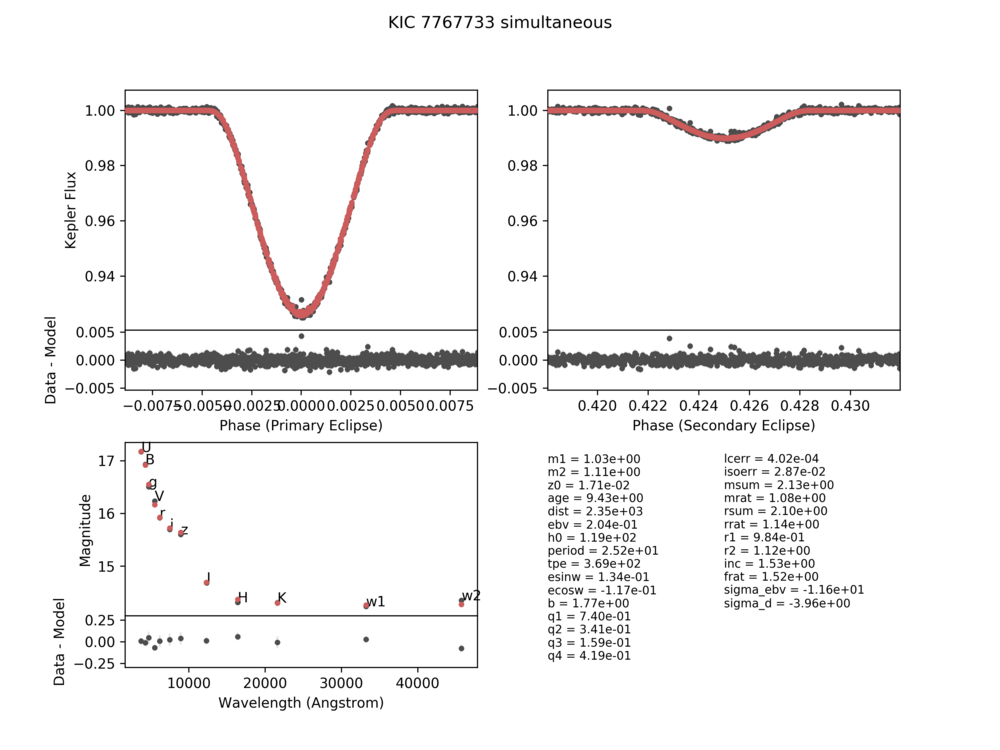 KIC 7767733 simultaneous
1.00
0.98
0.96
0.94
Kepler Flux
0.005
0.000
−0.005
Data - Model
−0.0075 −0.0050 −0.0025 0.0000 0.0025 0.0050 0.0075
Phase (Primary Eclipse)
1.00
0.98
0.96
0.94
0.005
0.000
−0.005
0.420 0.422 0.424 0.426 0.428 0.430
Phase (Secondary Eclipse)
17
16
15
Magnitude
U
B
g
V
r
i
z
J
H
K
w1
w2
0.25
0.00
−0.25
Data - Model
10000 20000 30000 40000
Wavelength (Angstrom)
m1 = 1.03e+00
m2 = 1.11e+00
z0 = 1.71e-02
age = 9.43e+00
dist = 2.35e+03
ebv = 2.04e-01
h0 = 1.19e+02
period = 2.52e+01
tpe = 3.69e+02
esinw = 1.34e-01
ecosw = -1.17e-01
b = 1.77e+00
q1 = 7.40e-01
q2 = 3.41e-01
q3 = 1.59e-01
q4 = 4.19e-01
lcerr = 4.02e-04
isoerr = 2.87e-02
msum = 2.13e+00
mrat = 1.08e+00
rsum = 2.10e+00
rrat = 1.14e+00
r1 = 9.84e-01
r2 = 1.12e+00
inc = 1.53e+00
frat = 1.52e+00
sigma_ebv = -1.16e+01
sigma_d = -3.96e+00